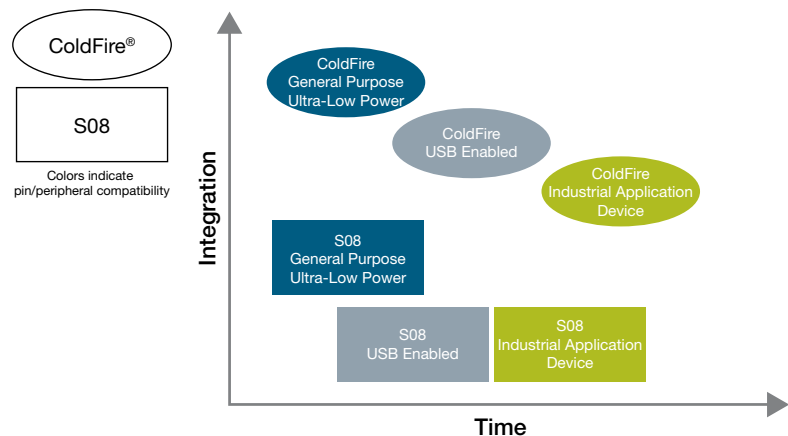 ColdFire®
S08
Colors indicate
pin/peripheral compatibility
Integration
ColdFire
General Purpose
Ultra-Low Power
ColdFire
USB Enabled
ColdFire
Industrial Application
Device
S08
General Purpose
Ultra-Low Power
S08
USB Enabled
S08
Industrial Application
Device
Time